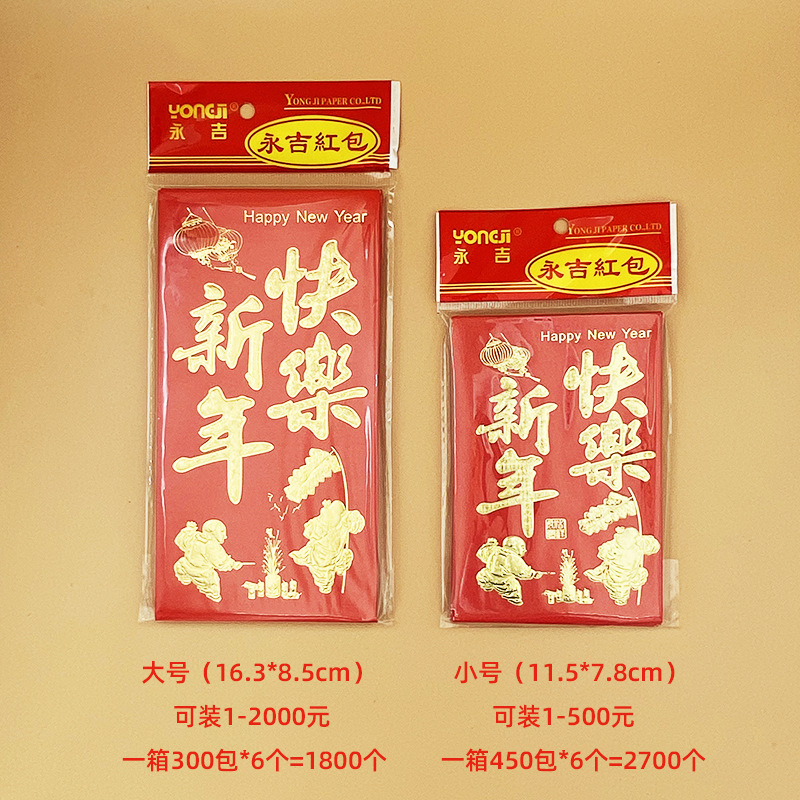 YONGJI®
永吉
YONG JI PAPER CO.,LTD
永吉紅包
Happy New Year
新年
快樂
YONGJI®
永吉
YONG JI PAPER CO.,LTD
永吉紅包
Happy New Year
新年
快樂
大号（16.3*8.5cm）
可装1-2000元
一箱300包*6个=1800个
小号（11.5*7.8cm）
可装1-500元
一箱450包*6个=2700个